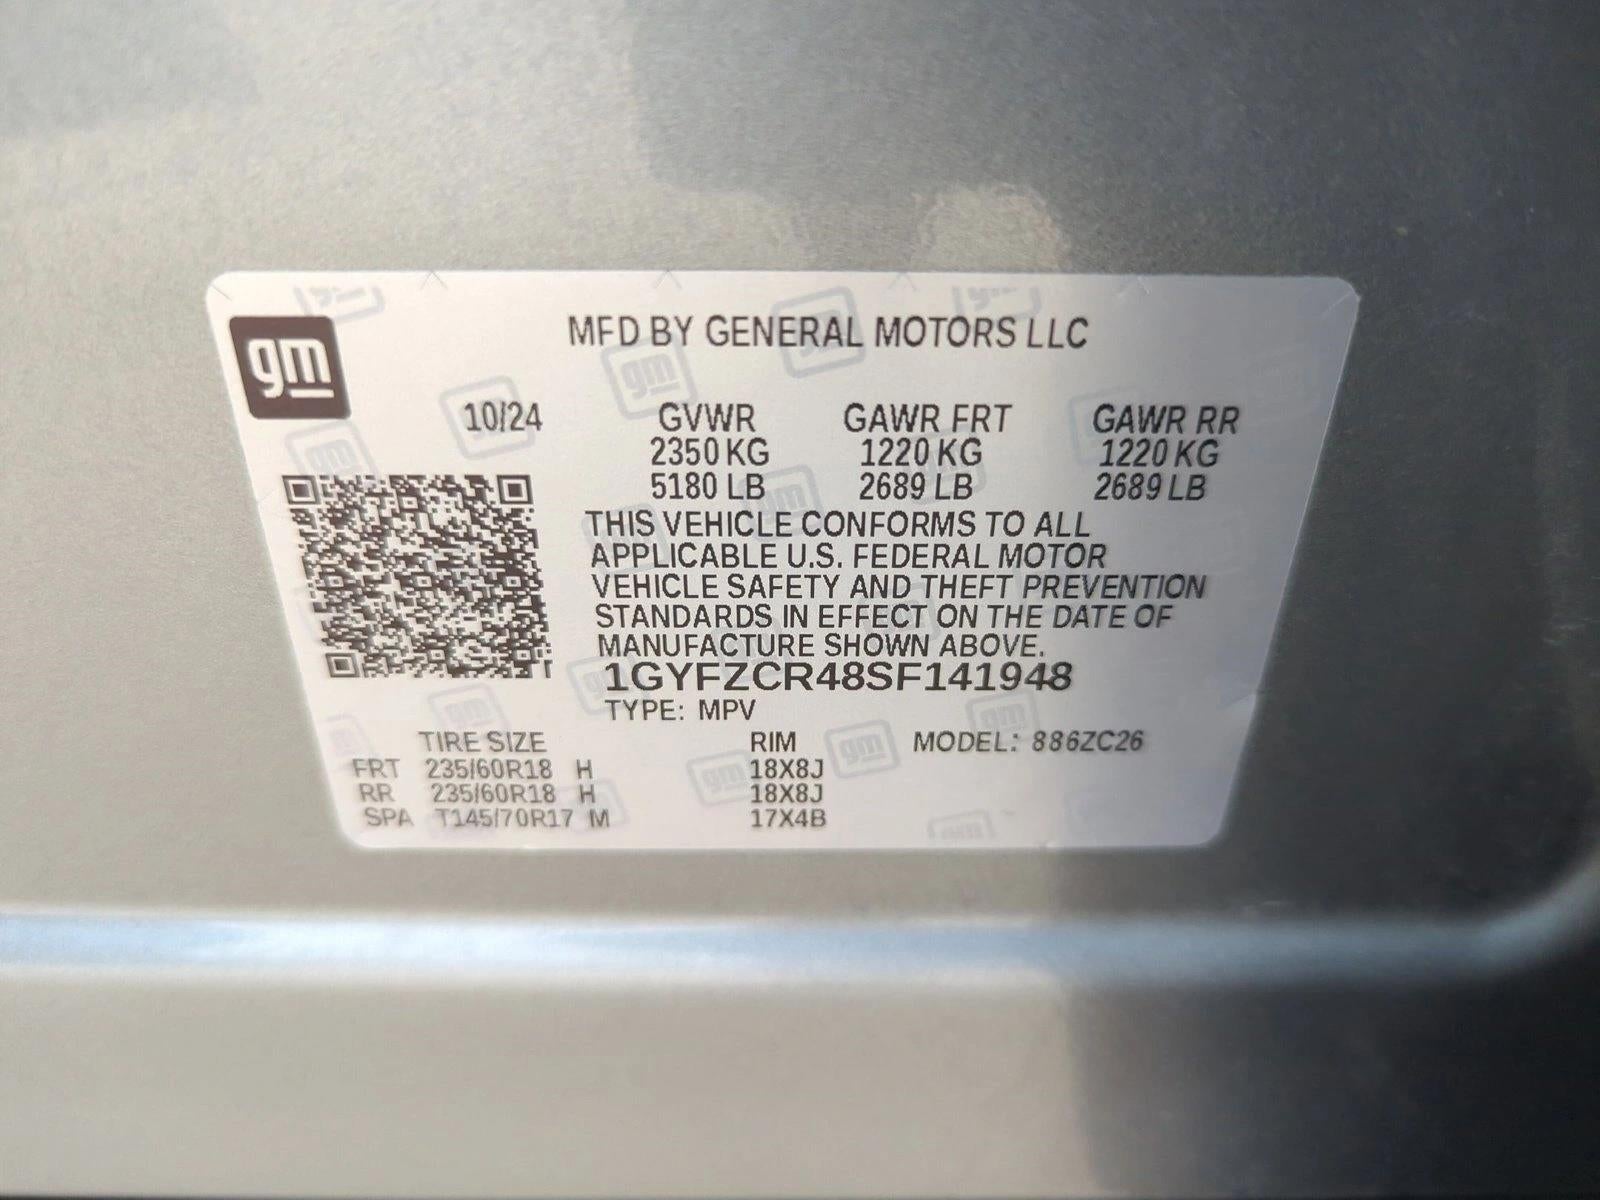 gm
MFD BY GENERAL MOTORS LLC
10/24 GVWR GAWR FRT GAWR RR
2350 KG 1220 KG 1220 KG
5180 LB 2689 LB 2689 LB
THIS VEHICLE CONFORMS TO ALL
APPLICABLE U.S. FEDERAL MOTOR
VEHICLE SAFETY AND THEFT PREVENTION
STANDARDS IN EFFECT ON THE DATE OF
MANUFACTURE SHOWN ABOVE.
1GYFZCR48SF141948
TYPE: MPV
TIRE SIZE RIM MODEL: 886ZC26
FRT 235/60R18 H 18X8J
RR 235/60R18 H 18X8J
SPA T145/70R17 M 17X4B